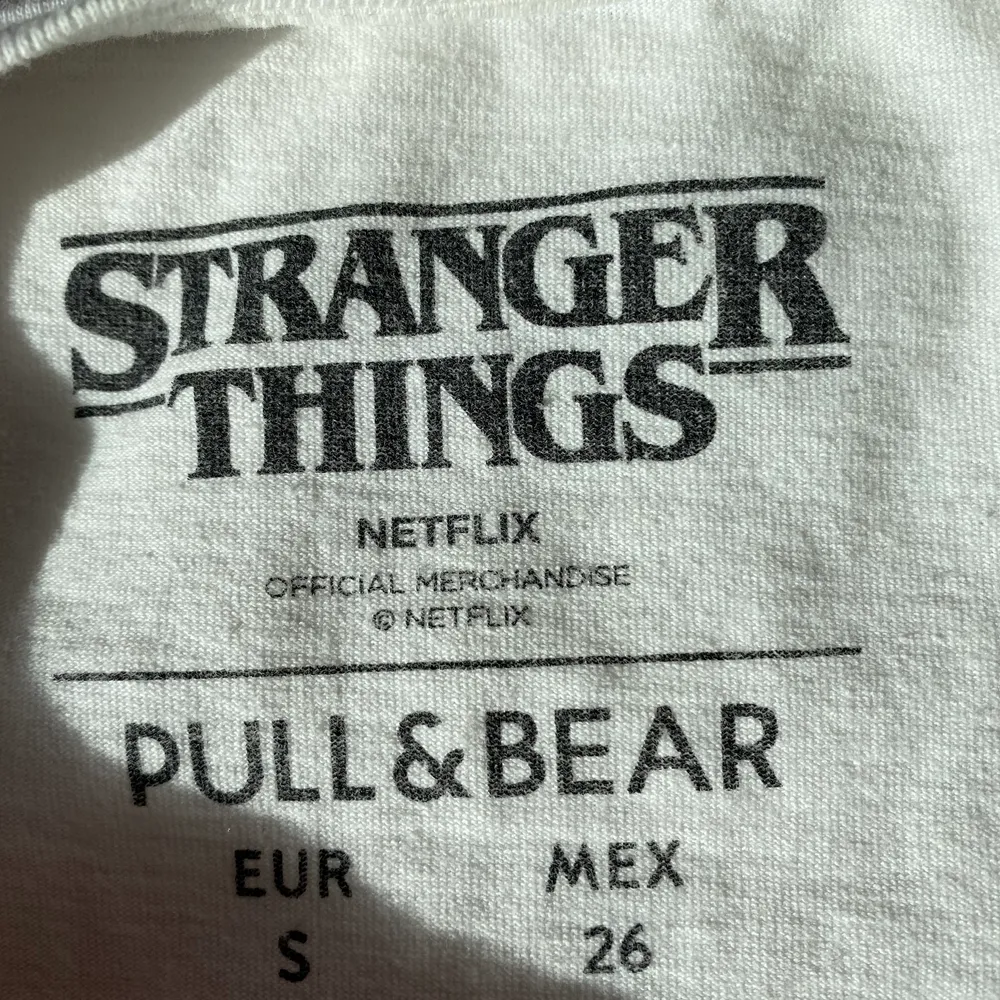 STRANGER
THINGS
NETFLIX
OFFICIAL MERCHANDISE
© NETFLIX
PULL&BEAR
EUR MEX
S 26